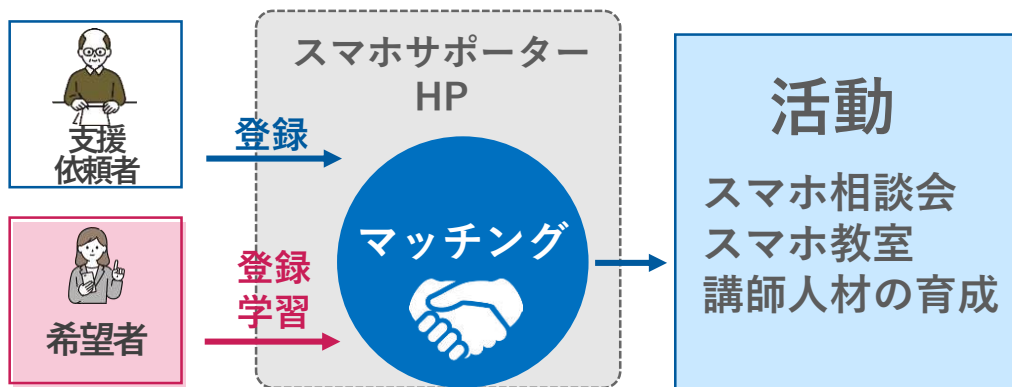 支援
依頼者
希望者
登録
登録
学習
スマホサポーター
HP
マッチング
活動
スマホ相談会
スマホ教室
講師人材の育成